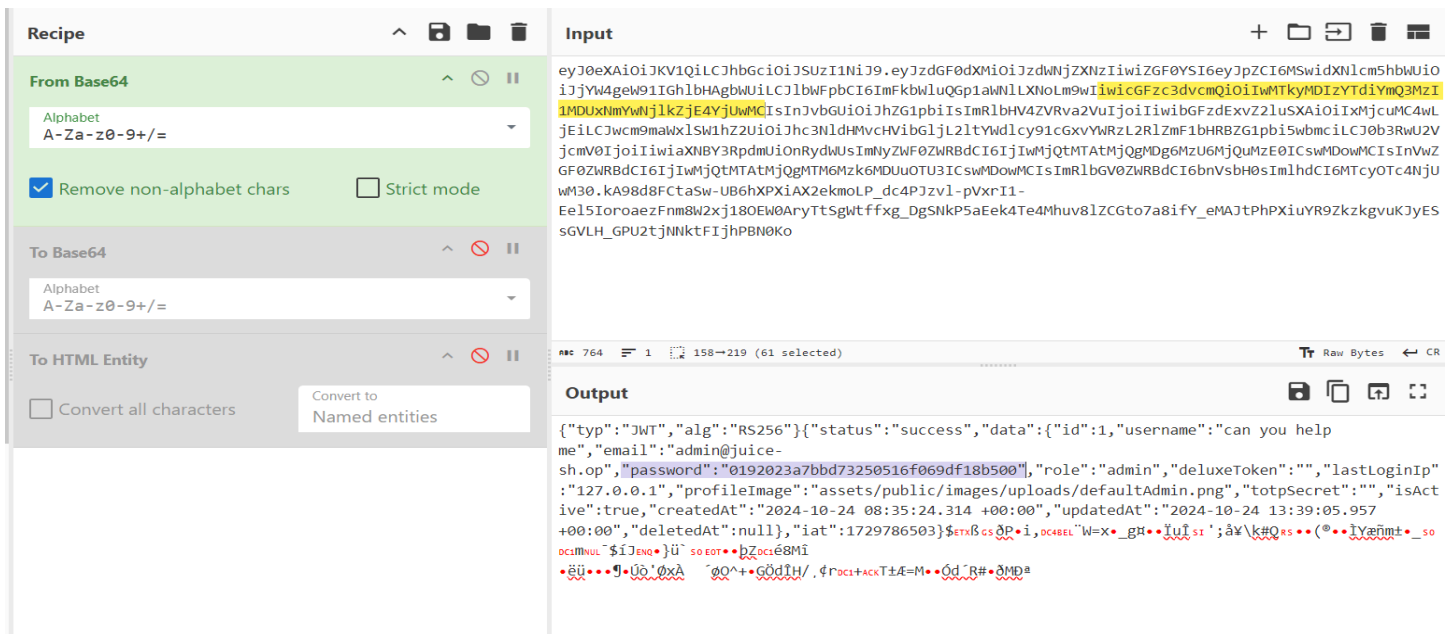 Recipe
From Base64
Alphabet
A-Za-z0-9+/=
Remove non-alphabet chars
Strict mode
To Base64
Alphabet
A-Za-z0-9+/=
To HTML Entity
Convert all characters
Convert to
Named entities
Input
eyJ0eXAiOiJKV1QiLCJhbGciOiJSUzI1NiJ9.eyJzdGF0dXMiOiJzdWNjZXNzIiwiZGF0YSI6eyJpZCI6MSwidXNlcm5hbWUiO
iJjYW4geW91IGhlbHAgbWUiLCJlbWFpbCI6ImFkbWluQGp1aWNlLXNoLm9wIiwicGFzc3dvcmQiOiIwMTkyMDIzYTdiYmQ3MzI
1MDUxNmYwNjlkZjE4YjUwMCIsInJvbGUiOiJhZG1pbiIsImRlbHV4ZVRva2VuIjoiIiwibGFzdExvZ2luSXAiOiIxMjcuMC4wL
jEiLCJwcm9maWxlSW1hZ2UiOiJhc3NldHMvcHVibGljL2ltYWdlcy91cGxvYWRzL2RlZmF1bHRBZG1pbi5wbmciLCJ0b3RwU2V
jcmV0IjoiIiwiaXNBY3RpdmUiOnRydWUsImNyZWF0ZWRBdCI6IjIwMjQtMTAtMjQgMDg6MzU6MjQuMzE0ICswMDowMCIsInVwZ
GF0ZWRBdCI6IjIwMjQtMTAtMjQgMTM6Mzk6MDUuOTU3ICswMDowMCIsImRlbGV0ZWRBdCI6bnVsbH0sImlhdCI6MTcyOTc4NjU
wM30.kA98d8FCtaSw-UB6hXPXiAX2ekmoLP_dc4PJzvl-pVxrI1-
Eel5IoroaezFnm8W2xj18OEW0AryTtSgWtffxg_DgSNkP5aEek4Te4Mhuv8lZCGto7a8ifY_eMAJtPhPXiuYR9ZkzkgvuKJyES
sGVLH_GPU2tjNNktFIjhPBN0Ko
764 1 158→219 (61 selected)
Raw Bytes CR
Output
{"typ":"JWT","alg":"RS256"}{"status":"success","data":{"id":1,"username":"can you help
me","email":"admin@juice-
sh.op","password":"0192023a7bbd73250516f069df18b500","role":"admin","deluxeToken":"","lastLoginIp"
:"127.0.0.1","profileImage":"assets/public/images/uploads/defaultAdmin.png","totpSecret":"","isAct
ive":true,"createdAt":"2024-10-24 08:35:24.314 +00:00","updatedAt":"2024-10-24 13:39:05.957
+00:00","deletedAt":null},"iat":1729786503}